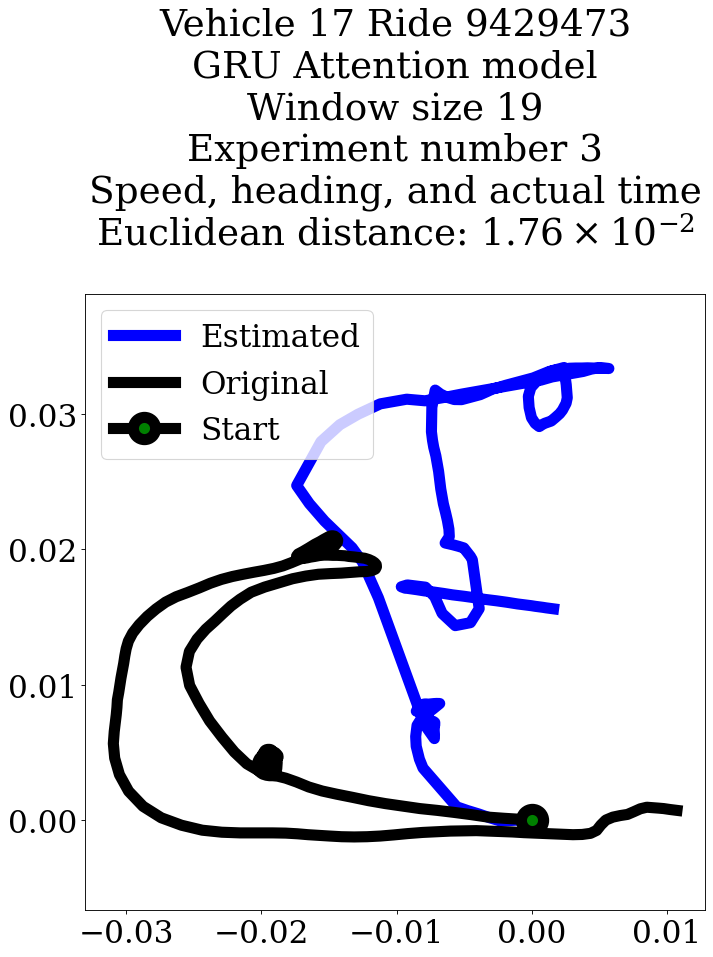 Vehicle 17 Ride 9429473
GRU Attention model
Window size 19
Experiment number 3
Speed, heading, and actual time
Euclidean distance: 1.76 × 10⁻²
Estimated
Original
Start
0.03
0.02
0.01
0.00
−0.03 −0.02 −0.01 0.00 0.01